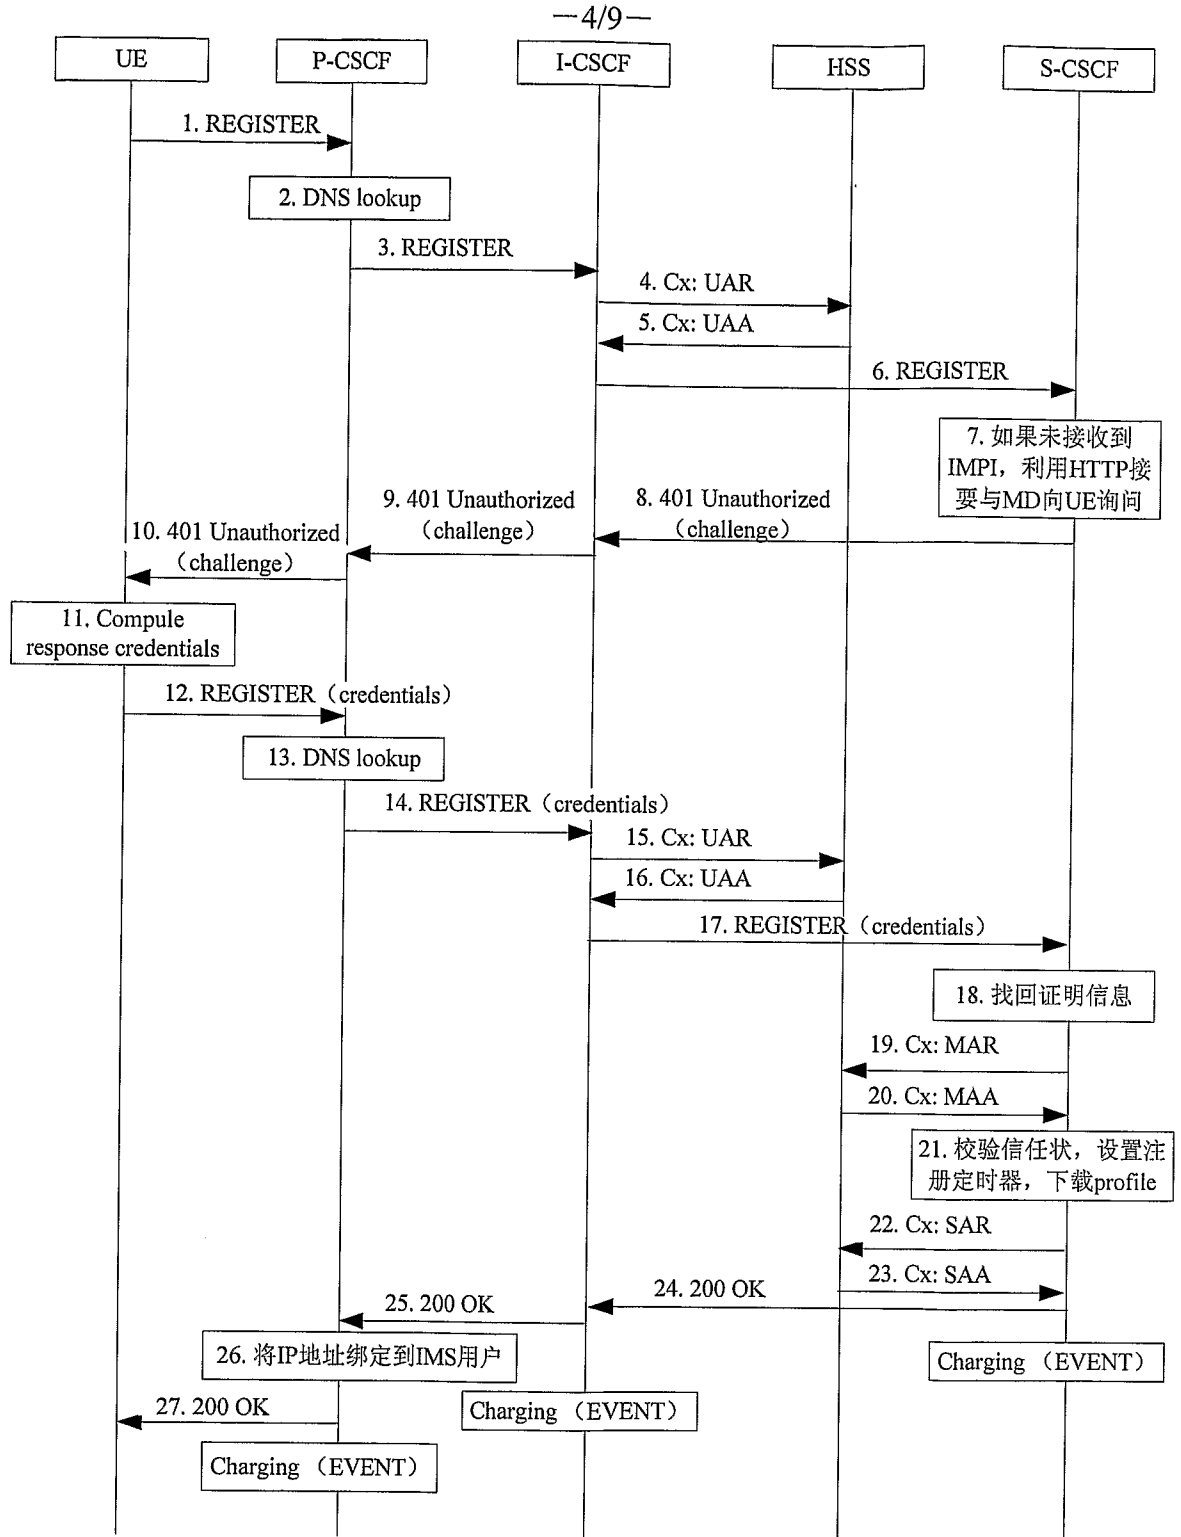 —4/9—
UE
P-CSCF
I-CSCF
HSS
S-CSCF
1. REGISTER
2. DNS lookup
3. REGISTER
4. Cx: UAR
5. Cx: UAA
6. REGISTER
7. 如果未接收到
IMPI，利用HTTP接
要与MD向UE询问
8. 401 Unauthorized
（challenge）
9. 401 Unauthorized
（challenge）
10. 401 Unauthorized
（challenge）
11. Compule
response credentials
12. REGISTER（credentials）
13. DNS lookup
14. REGISTER（credentials）
15. Cx: UAR
16. Cx: UAA
17. REGISTER（credentials）
18. 找回证明信息
19. Cx: MAR
20. Cx: MAA
21. 校验信任状，设置注
册定时器，下载profile
22. Cx: SAR
23. Cx: SAA
24. 200 OK
25. 200 OK
26. 将IP地址绑定到IMS用户
Charging（EVENT）
27. 200 OK
Charging（EVENT）
Charging（EVENT）